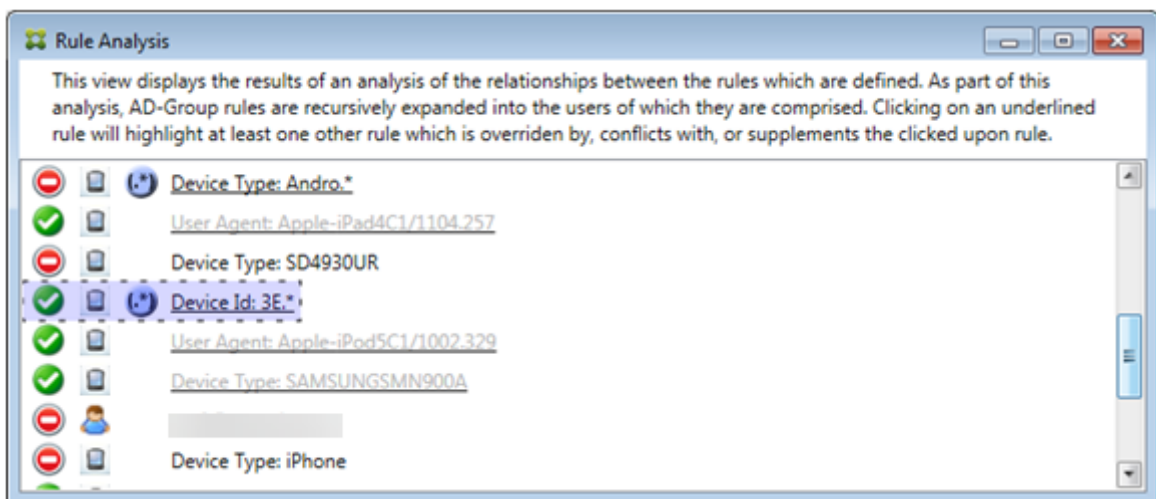 Rule Analysis
This view displays the results of an analysis of the relationships between the rules which are defined. As part of this
analysis, AD-Group rules are recursively expanded into the users of which they are comprised. Clicking on an underlined
rule will highlight at least one other rule which is overriden by, conflicts with, or supplements the clicked upon rule.
(.*) Device Type: Andro.*
User Agent: Apple-iPad4C1/1104.257
Device Type: SD4930UR
(.*) Device Id: 3E.*
User Agent: Apple-iPod5C1/1002.329
Device Type: SAMSUNGSMN900A
Device Type: iPhone